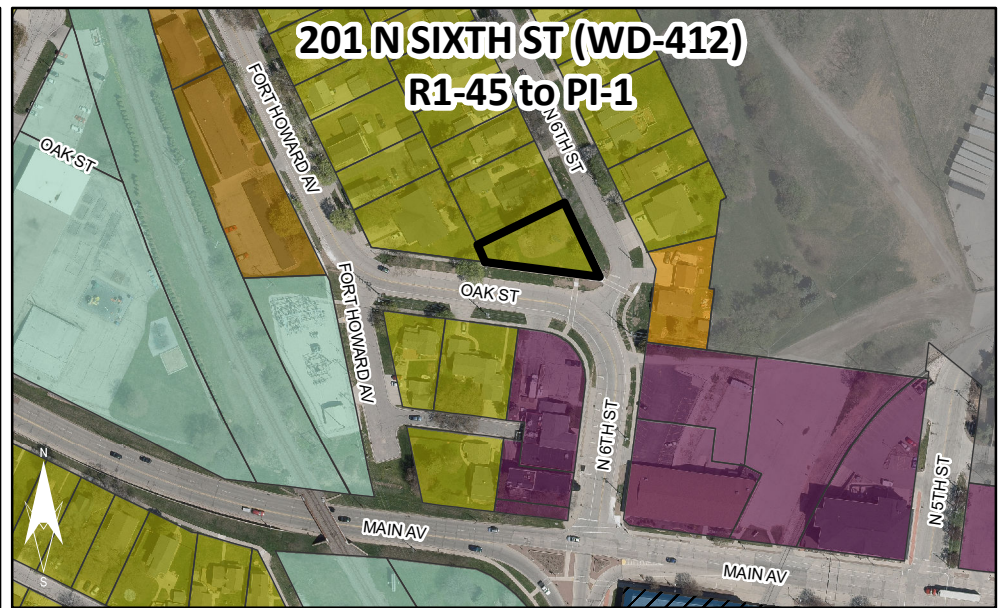 201 N SIXTH ST (WD-412)
R1-45 to PI-1
FORT HOWARD AV
N 6TH ST
OAK ST
OAK ST
FORT HOWARD AV
N 6TH ST
N 5TH ST
MAIN AV
MAIN AV
N
S